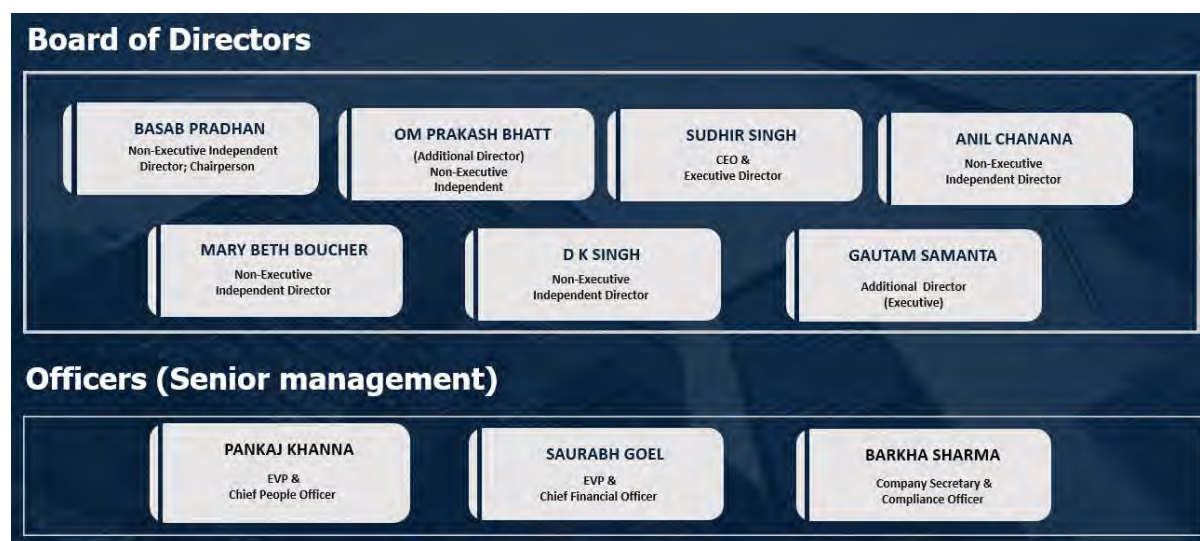 Board of Directors
BASAB PRADHAN
Non-Executive Independent
Director; Chairperson
OM PRAKASH BHATT
(Additional Director)
Non-Executive
Independent
SUDHIR SINGH
CEO &
Executive Director
ANIL CHANANA
Non-Executive
Independent Director
MARY BETH BOUCHER
Non-Executive
Independent Director
D K SINGH
Non-Executive
Independent Director
GAUTAM SAMANTA
Additional Director
(Executive)
Officers (Senior management)
PANKAJ KHANNA
EVP &
Chief People Officer
SAURABH GOEL
EVP &
Chief Financial Officer
BARKHA SHARMA
Company Secretary &
Compliance Officer